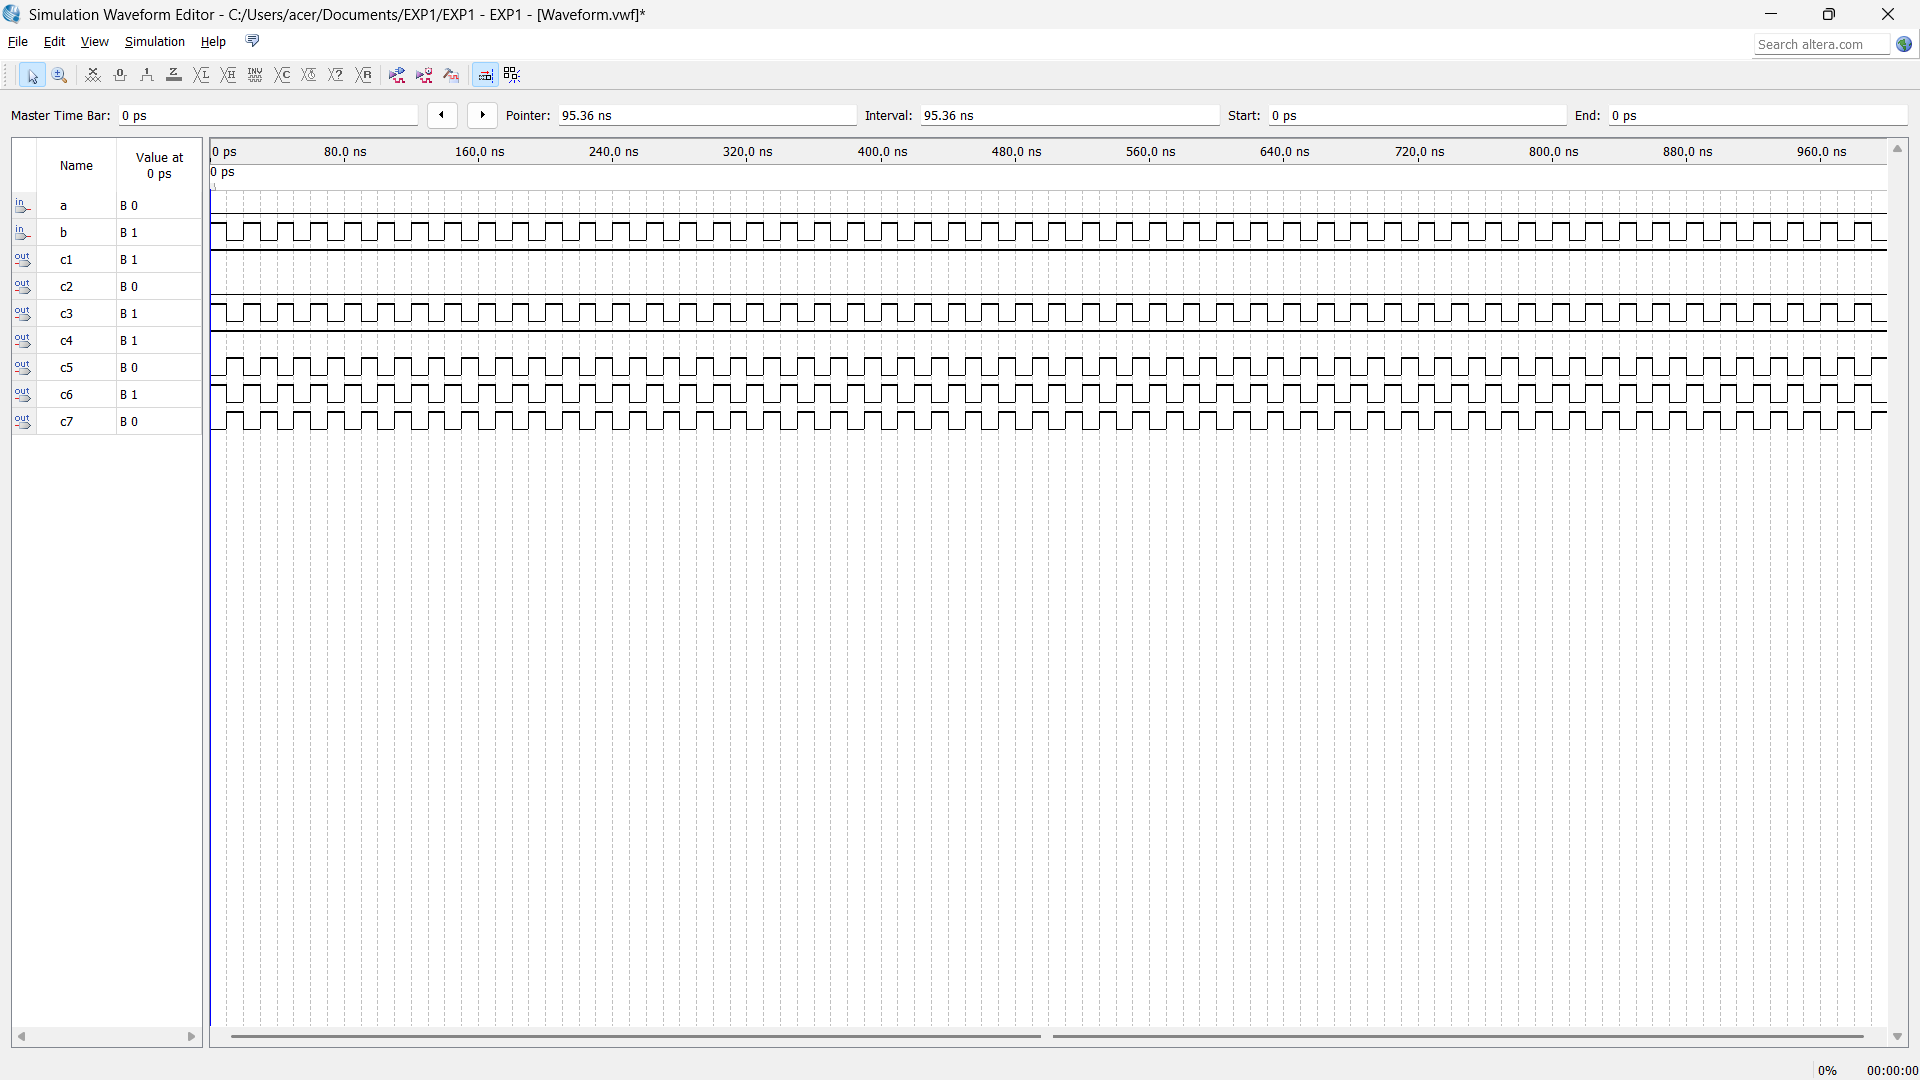 Simulation Waveform Editor - C:/Users/acer/Documents/EXP1/EXP1 - EXP1 - [Waveform.vwf]*
File Edit View Simulation Help
Search altera.com
Master Time Bar: 0 ps Pointer: 95.36 ns Interval: 95.36 ns Start: 0 ps End: 0 ps
Name Value at 0 ps
0 ps 80.0 ns 160.0 ns 240.0 ns 320.0 ns 400.0 ns 480.0 ns 560.0 ns 640.0 ns 720.0 ns 800.0 ns 880.0 ns 960.0 ns
0 ps
in a B 0
in b B 1
out c1 B 1
out c2 B 0
out c3 B 1
out c4 B 1
out c5 B 0
out c6 B 1
out c7 B 0
0% 00:00:00